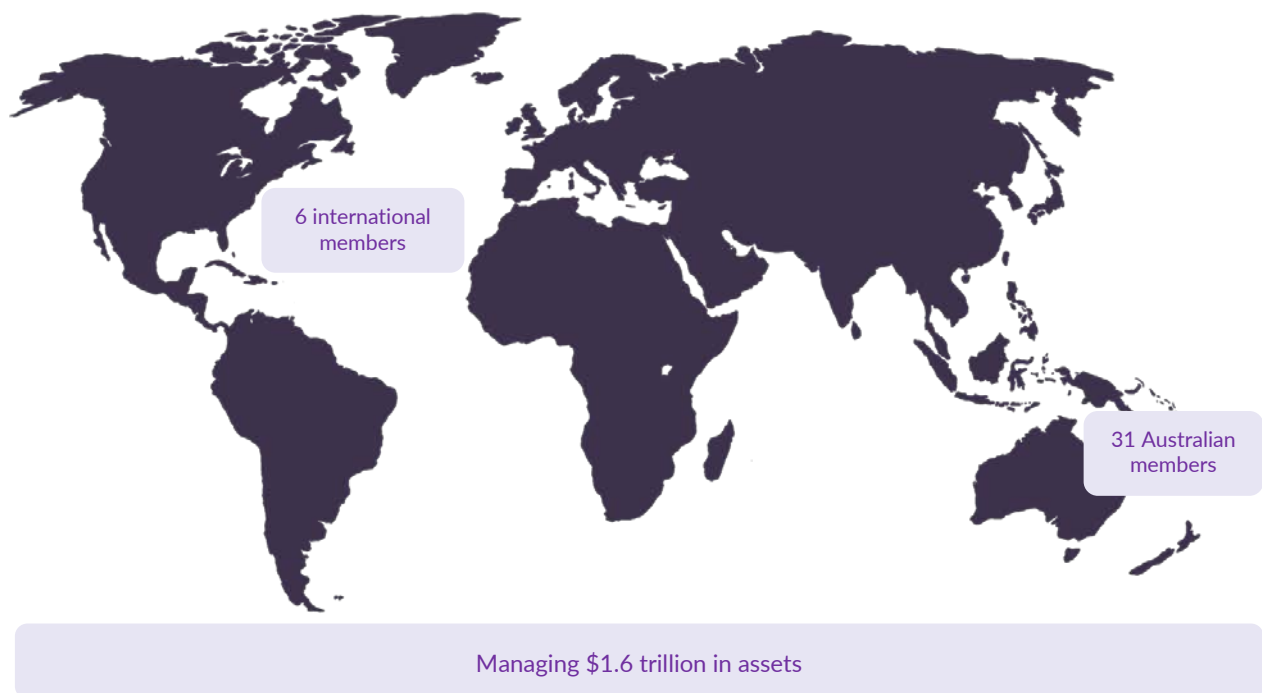 6 international
members
31 Australian
members
Managing $1.6 trillion in assets